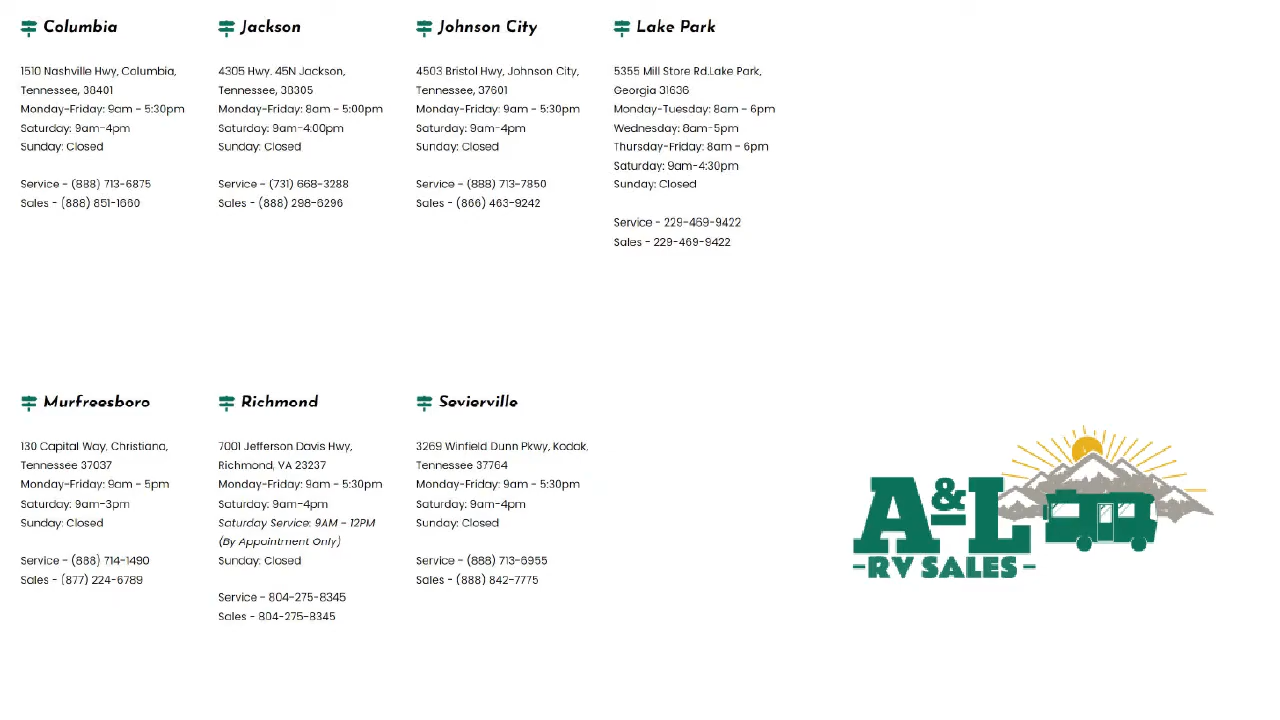 Columbia
1510 Nashville Hwy, Columbia,
Tennessee, 38401
Monday-Friday: 9am - 5:30pm
Saturday: 9am-4pm
Sunday: Closed
Service - (888) 713-6875
Sales - (888) 851-1660
Jackson
4305 Hwy. 45N Jackson,
Tennessee, 38305
Monday-Friday: 8am - 5:00pm
Saturday: 9am-4:00pm
Sunday: Closed
Service - (731) 668-3288
Sales - (888) 298-6296
Johnson City
4503 Bristol Hwy, Johnson City,
Tennessee, 37601
Monday-Friday: 9am - 5:30pm
Saturday: 9am-4pm
Sunday: Closed
Service - (888) 713-7850
Sales - (866) 463-9242
Lake Park
5355 Mill Store Rd.Lake Park,
Georgia 31636
Monday-Tuesday: 8am - 6pm
Wednesday: 8am-5pm
Thursday-Friday: 8am - 6pm
Saturday: 9am-4:30pm
Sunday: Closed
Service - 229-469-9422
Sales - 229-469-9422
Murfreesboro
130 Capital Way, Christiana,
Tennessee 37037
Monday-Friday: 9am - 5pm
Saturday: 9am-3pm
Sunday: Closed
Service - (888) 714-1490
Sales - (877) 224-6789
Richmond
7001 Jefferson Davis Hwy,
Richmond, VA 23237
Monday-Friday: 9am - 5:30pm
Saturday: 9am-4pm
Saturday Service: 9AM - 12PM
(By Appointment Only)
Sunday: Closed
Service - 804-275-8345
Sales - 804-275-8345
Sevierville
3269 Winfield Dunn Pkwy, Kodak,
Tennessee 37764
Monday-Friday: 9am - 5:30pm
Saturday: 9am-4pm
Sunday: Closed
Service - (888) 713-6955
Sales - (888) 842-7775
A&L
-RV SALES-